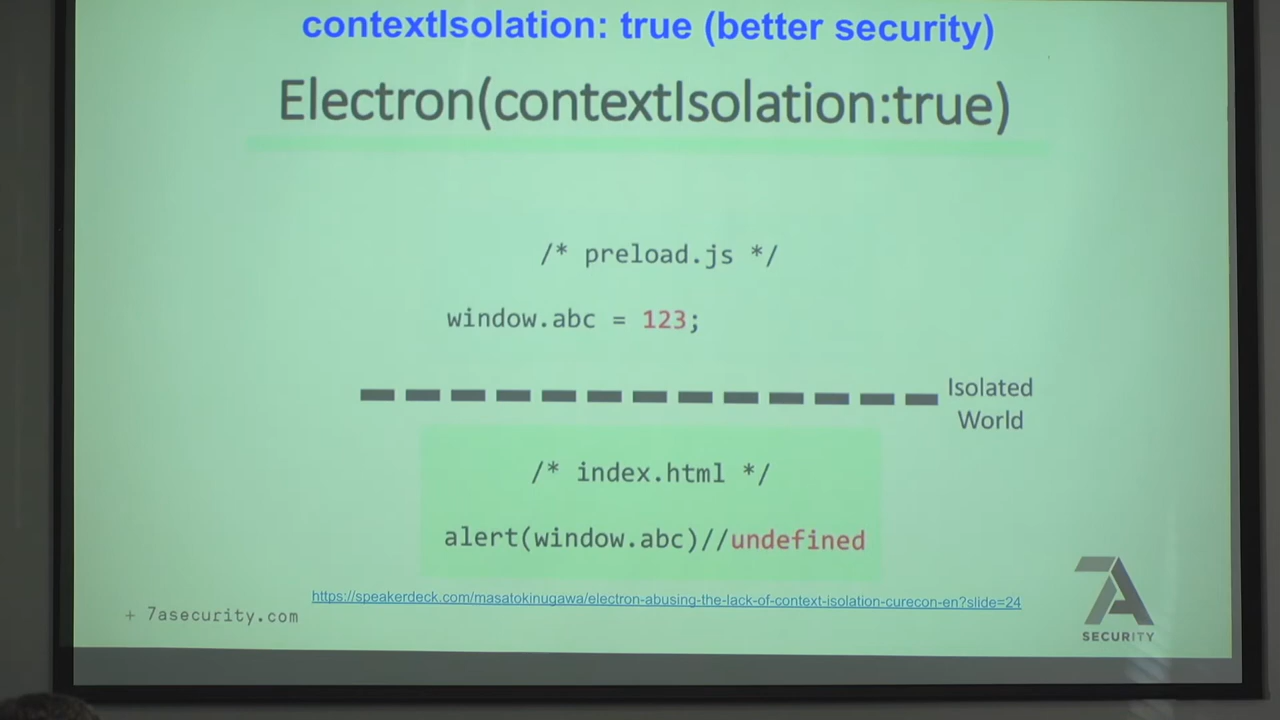 contextIsolation: true (better security)
Electron(contextIsolation:true)
/* preload.js */
window.abc = 123;
Isolated
World
/* index.html */
alert(window.abc)//undefined
https://speakerdeck.com/masatokinugawa/electron-abusing-the-lack-of-context-isolation-curecon-en?slide=24
+ 7asecurity.com
7A
SECURITY